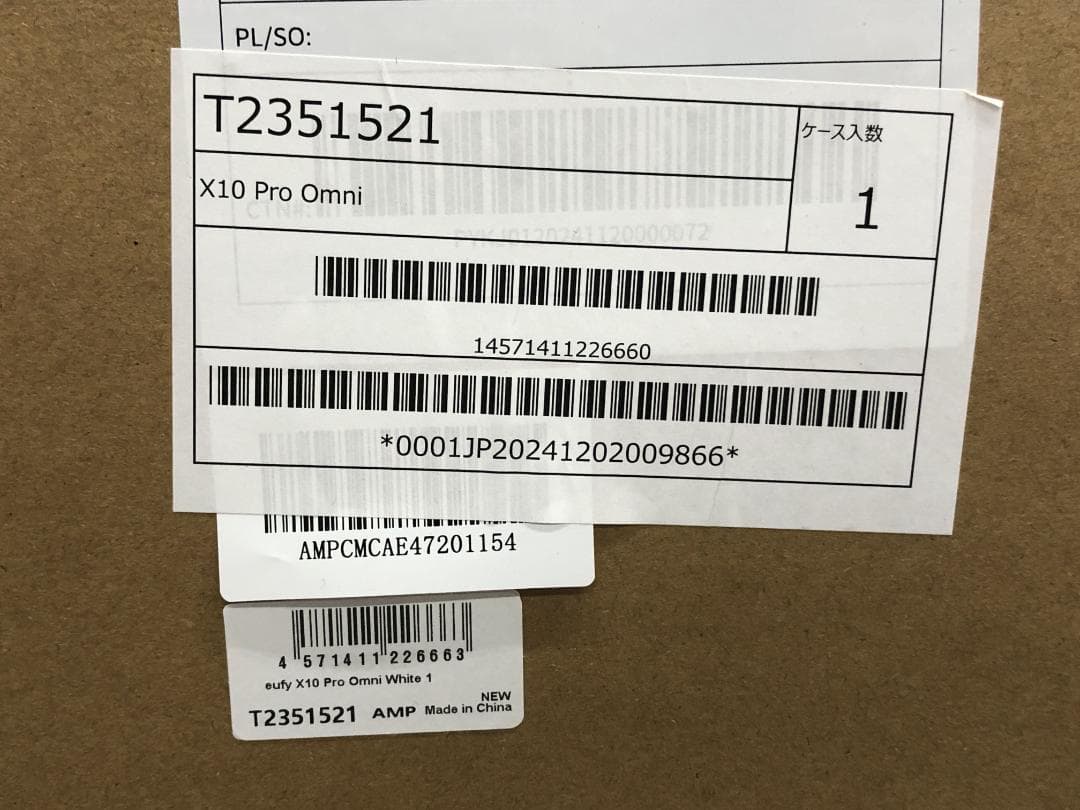 PL/SO:
T2351521
ケース入数
1
X10 Pro Omni
14571411226660
*0001JP20241202009866*
AMPCMCAE47201154
4 571411 226663
eufy X10 Pro Omni White 1
NEW
T2351521 AMP Made in China